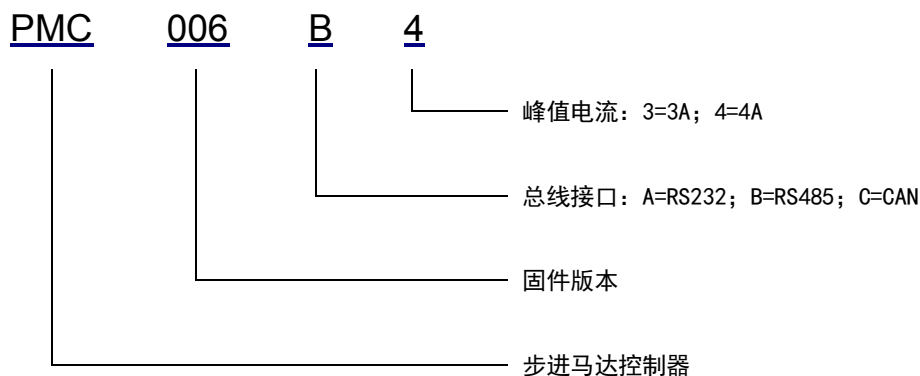 PMC 006 B 4
峰值电流：3=3A；4=4A
总线接口：A=RS232；B=RS485；C=CAN
固件版本
步进马达控制器